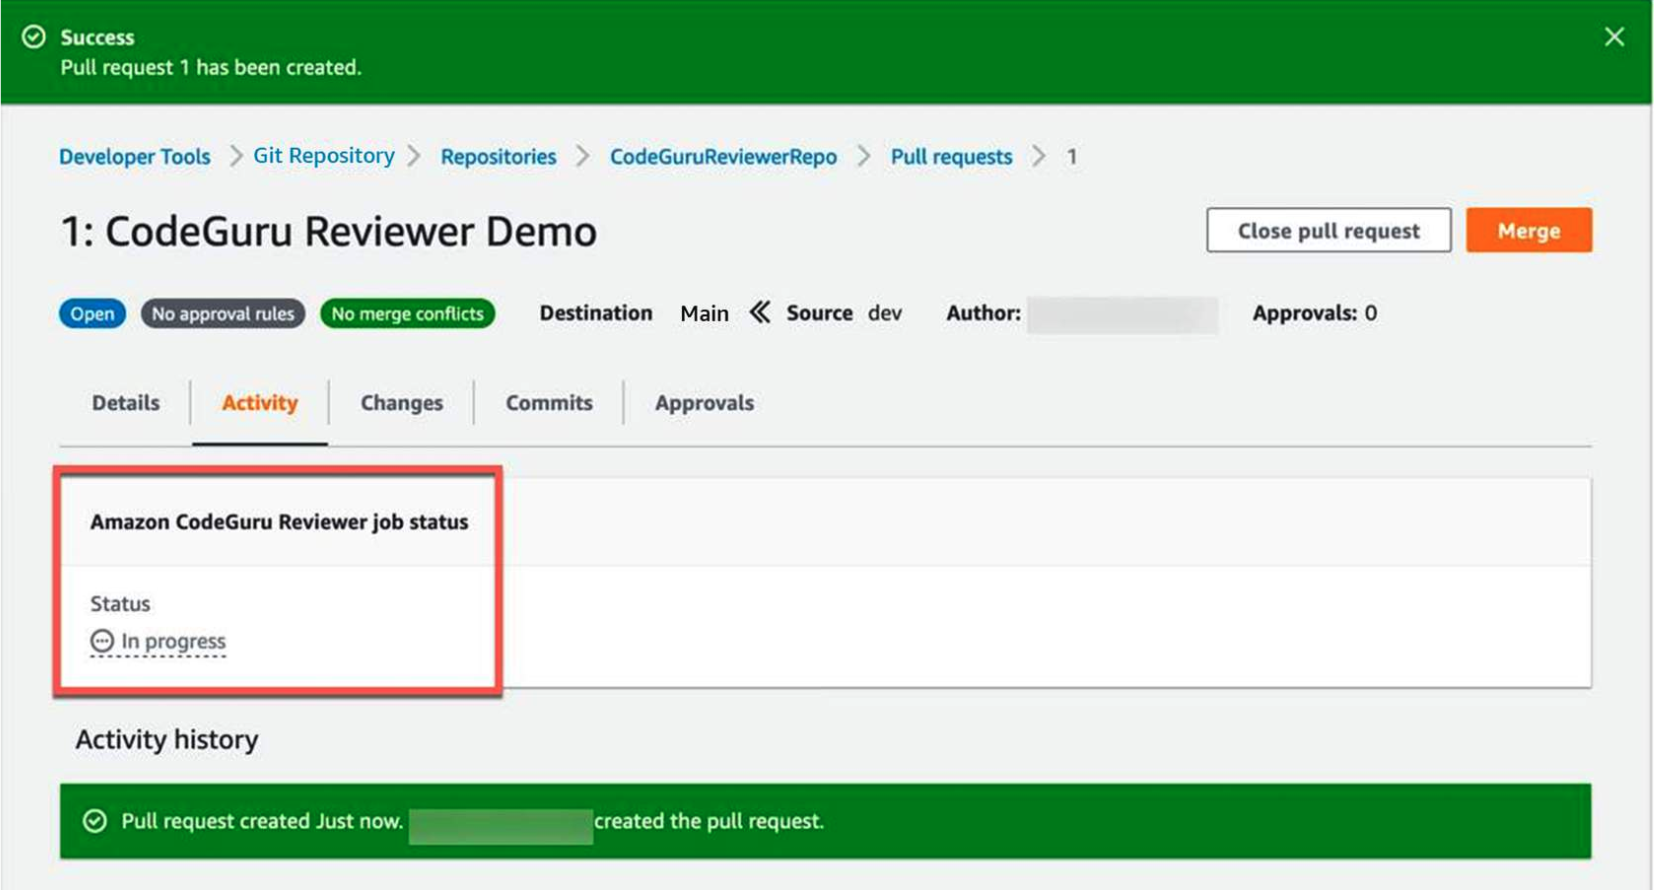 Success
Pull request 1 has been created.
Developer Tools > Git Repository > Repositories > CodeGuruReviewerRepo > Pull requests > 1
1: CodeGuru Reviewer Demo
Close pull request
Merge
Open No approval rules No merge conflicts Destination Main « Source dev Author: Approvals: 0
Details Activity Changes Commits Approvals
Amazon CodeGuru Reviewer job status
Status
In progress
Activity history
Pull request created Just now. created the pull request.